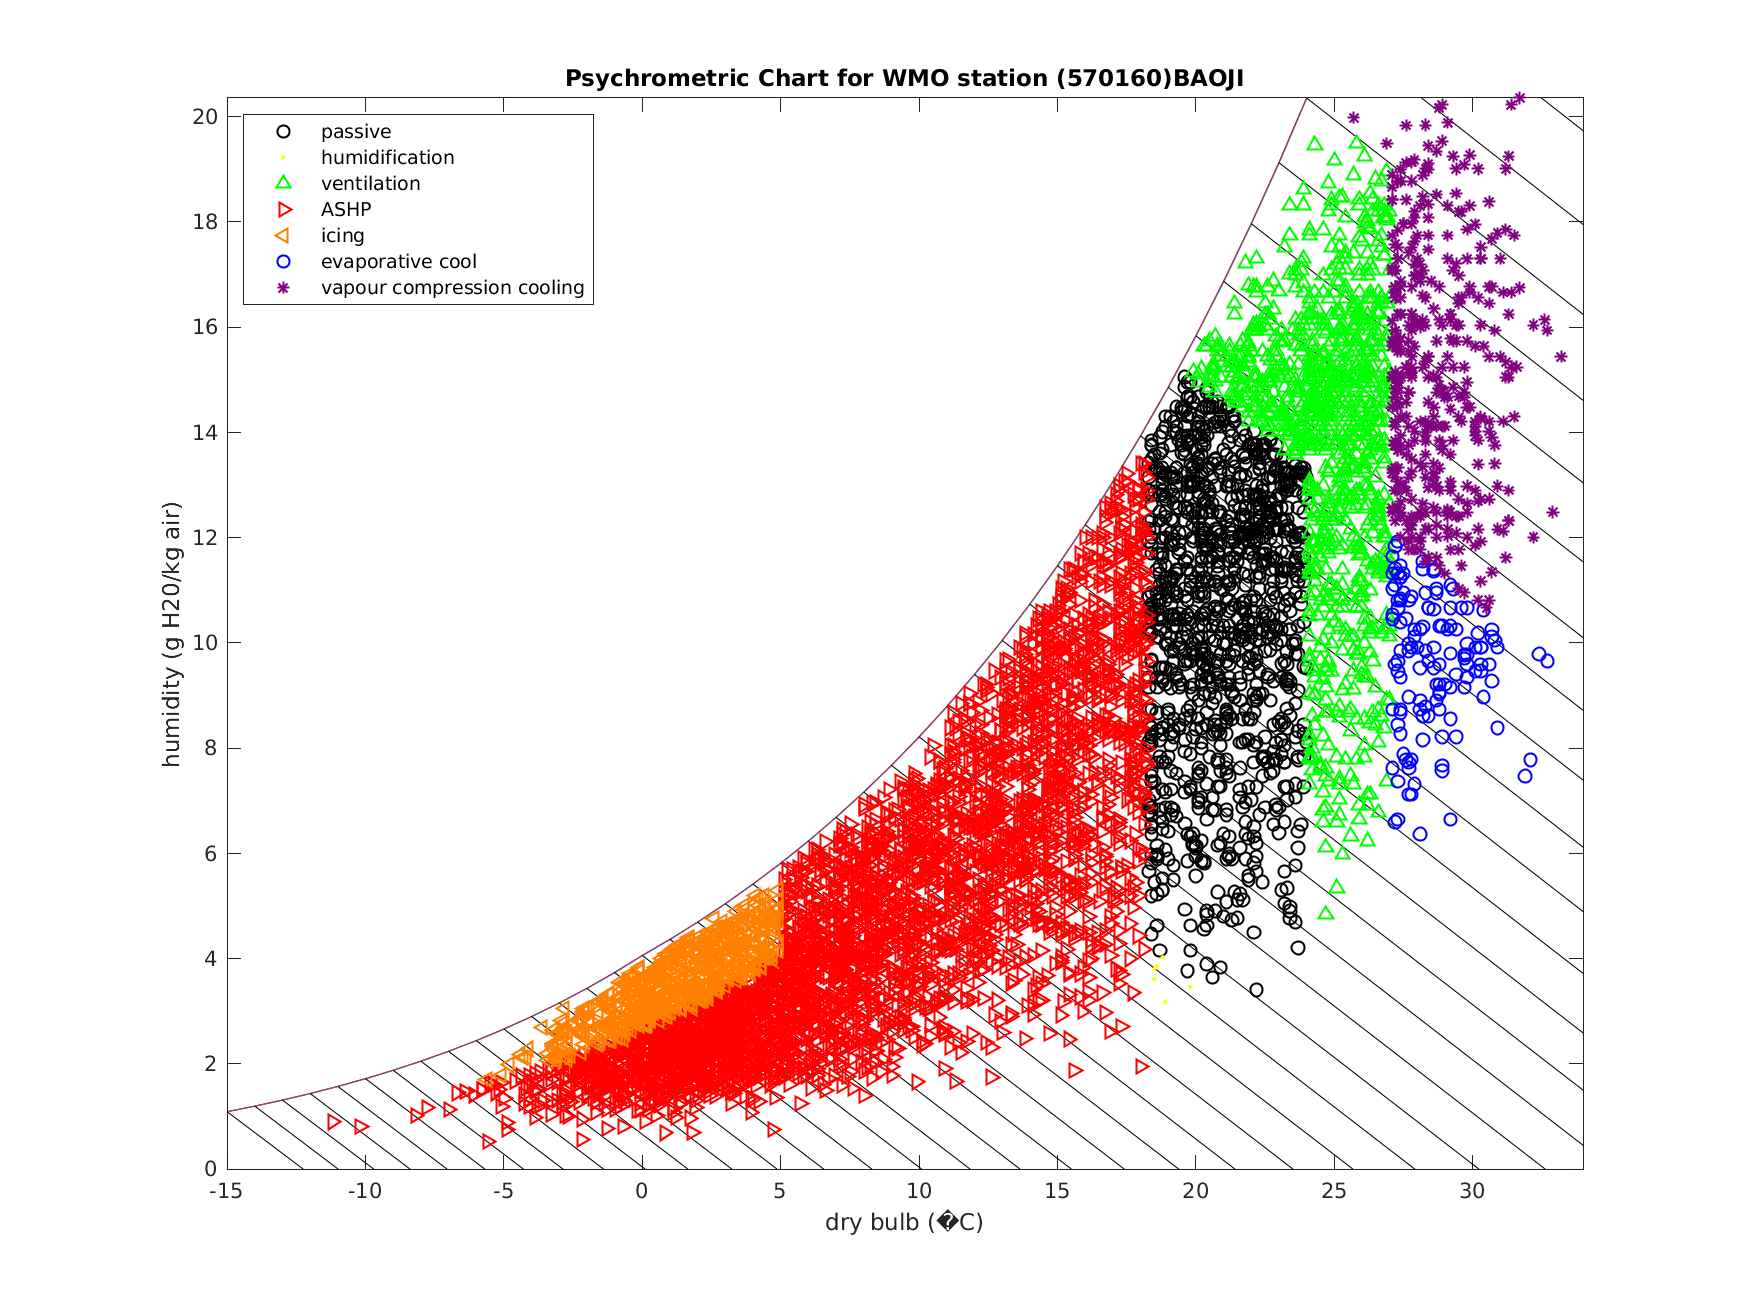 Psychrometric Chart for WMO station (570160)BAOJI
passive
humidification
ventilation
ASHP
icing
evaporative cool
vapour compression cooling
humidity (g H20/kg air)
20
18
16
14
12
10
8
6
4
2
0
-15 -10 -5 0 5 10 15 20 25 30
dry bulb (�C)